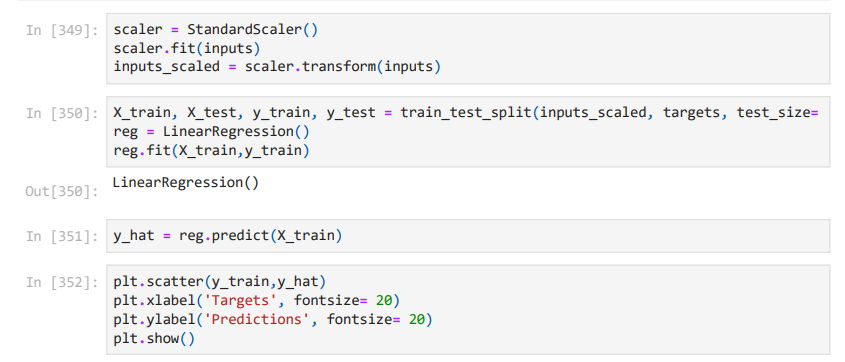 In [349]: scaler = StandardScaler()
scaler.fit(inputs)
inputs_scaled = scaler.transform(inputs)
In [350]: X_train, X_test, y_train, y_test = train_test_split(inputs_scaled, targets, test_size=
reg = LinearRegression()
reg.fit(X_train,y_train)
Out[350]: LinearRegression()
In [351]: y_hat = reg.predict(X_train)
In [352]: plt.scatter(y_train,y_hat)
plt.xlabel('Targets', fontsize= 20)
plt.ylabel('Predictions', fontsize= 20)
plt.show()